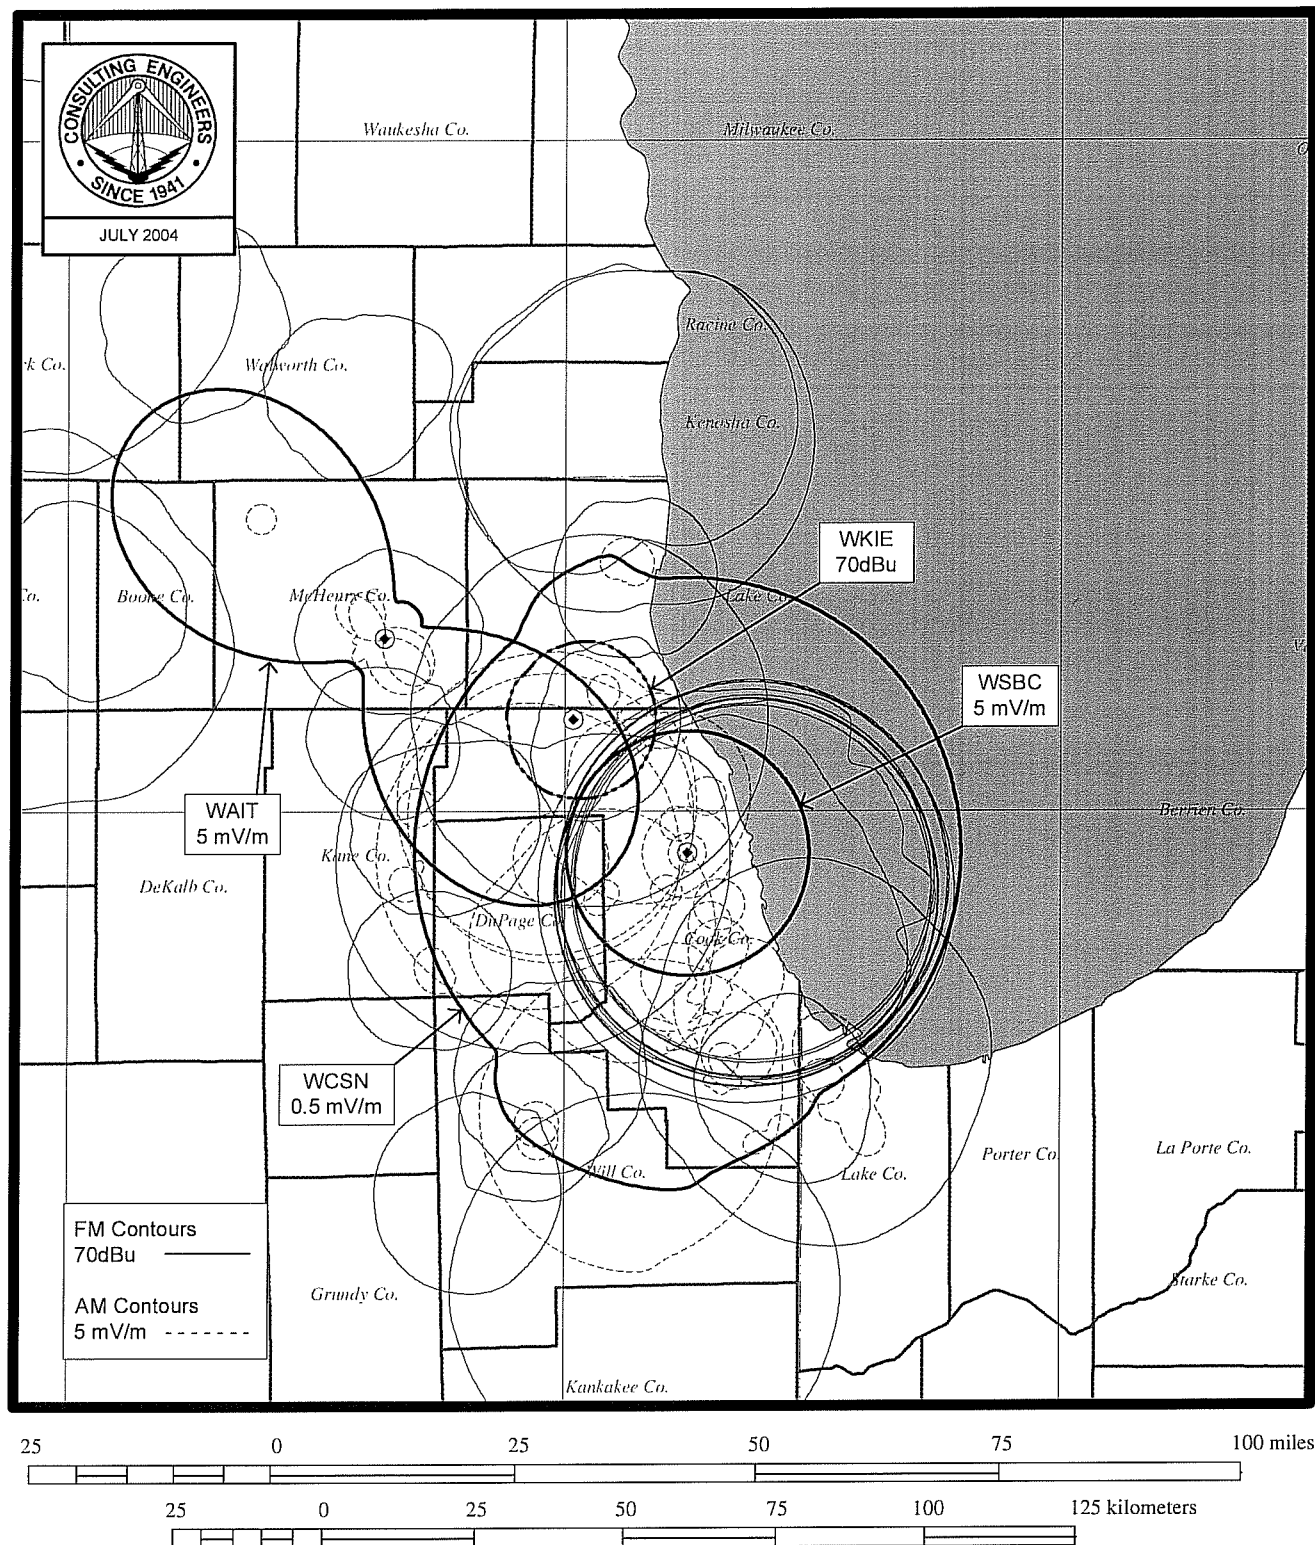 CONSULTING ENGINEERS
SINCE 1941
JULY 2004
Waukesha Co.
Milwaukee Co.
Racine Co.
rk Co.
Walworth Co.
Kenosha Co.
WKIE
70dBu
Co.
Boone Co.
McHenry Co.
Lake Co.
WSBC
5 mV/m
WAIT
5 mV/m
Berrien Co.
Kane Co.
DeKalb Co.
DuPage Co.
Cook Co.
WCSN
0.5 mV/m
Will Co.
Lake Co.
Porter Co.
La Porte Co.
FM Contours
70dBu
AM Contours
5 mV/m
Grundy Co.
Starke Co.
Kankakee Co.
25 0 25 50 75 100 miles
25 0 25 50 75 100 125 kilometers